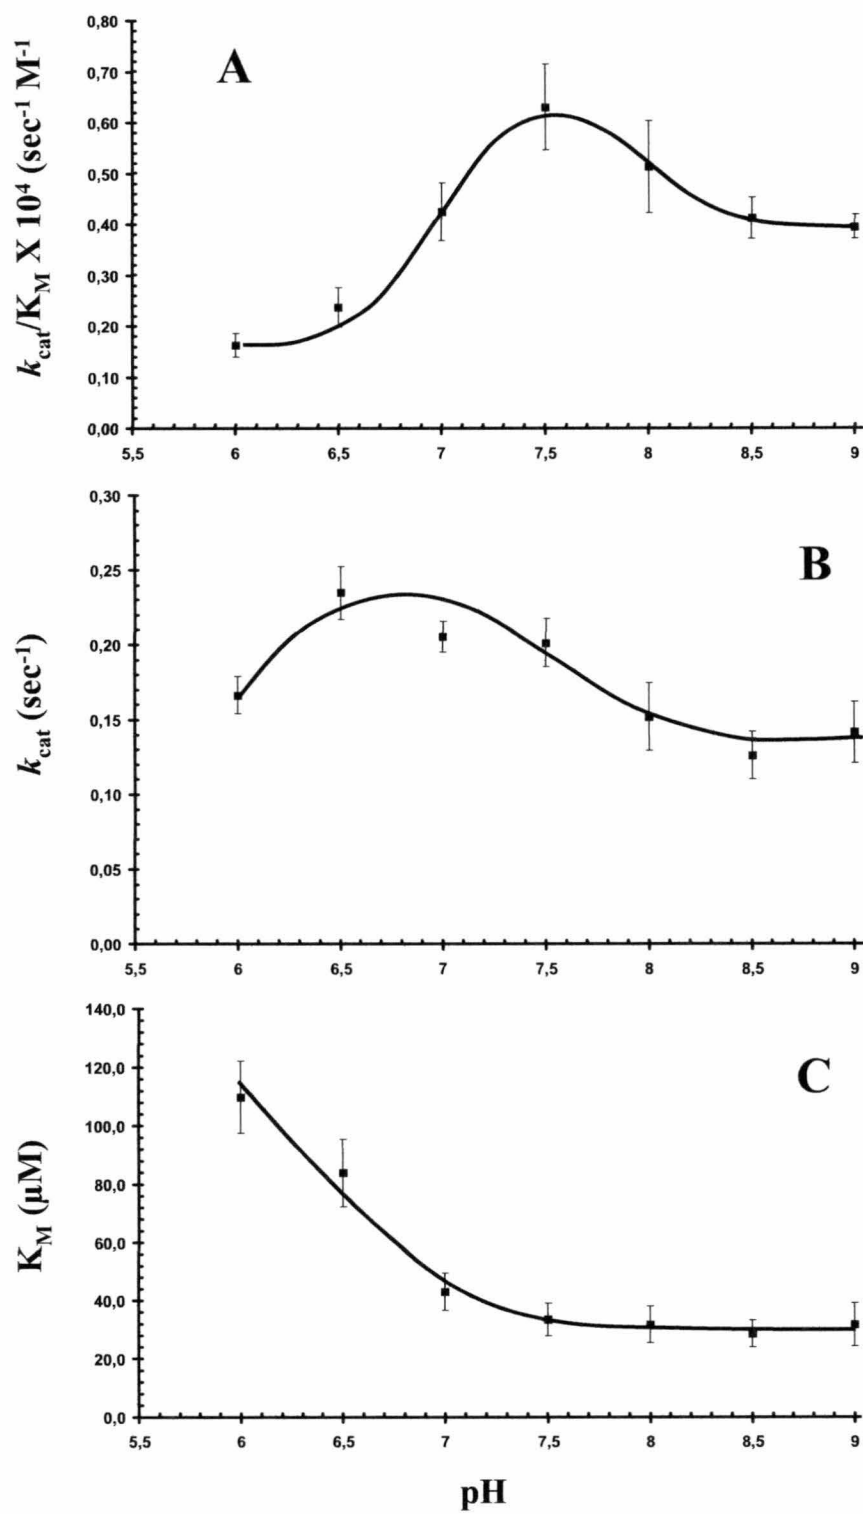 A
k_cat/K_M X 10⁴ (sec⁻¹ M⁻¹)
0,80
0,70
0,60
0,50
0,40
0,30
0,20
0,10
0,00
5,5 6 6,5 7 7,5 8 8,5 9
B
k_cat (sec⁻¹)
0,30
0,25
0,20
0,15
0,10
0,05
0,00
5,5 6 6,5 7 7,5 8 8,5 9
C
K_M (µM)
140,0
120,0
100,0
80,0
60,0
40,0
20,0
0,0
5,5 6 6,5 7 7,5 8 8,5 9
pH